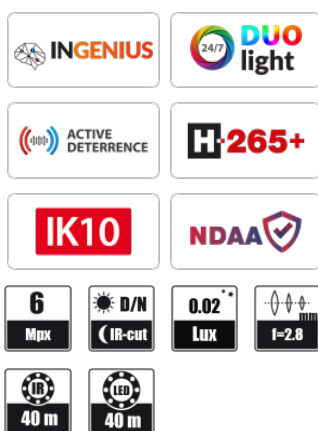 INGENIUS
24/7 DUO
light
ACTIVE
DETERRENCE
H·265+
IK10
NDAA
6
Mpx
D/N
IR-cut
0.02
Lux
mm
f=2.8
IR
40 m
LED
40 m